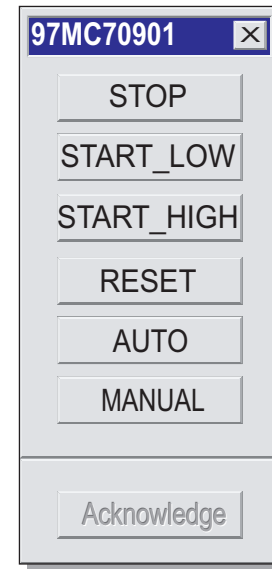 97MC70901
STOP
START_LOW
START_HIGH
RESET
AUTO
MANUAL
Acknowledge